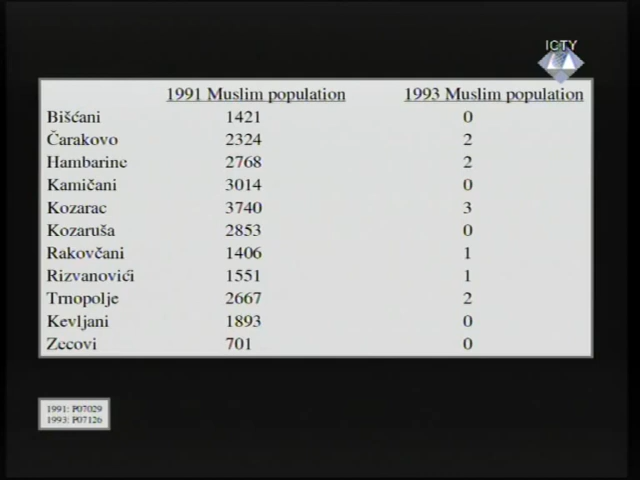 ICTY
1991 Muslim population 1993 Muslim population
Bišćani 1421 0
Čarakovo 2324 2
Hambarine 2768 2
Kamičani 3014 0
Kozarac 3740 3
Kozaruša 2853 0
Rakovčani 1406 1
Rizvanovići 1551 1
Trnopolje 2667 2
Kevljani 1893 0
Zecovi 701 0
1991: P07029
1993: P07126